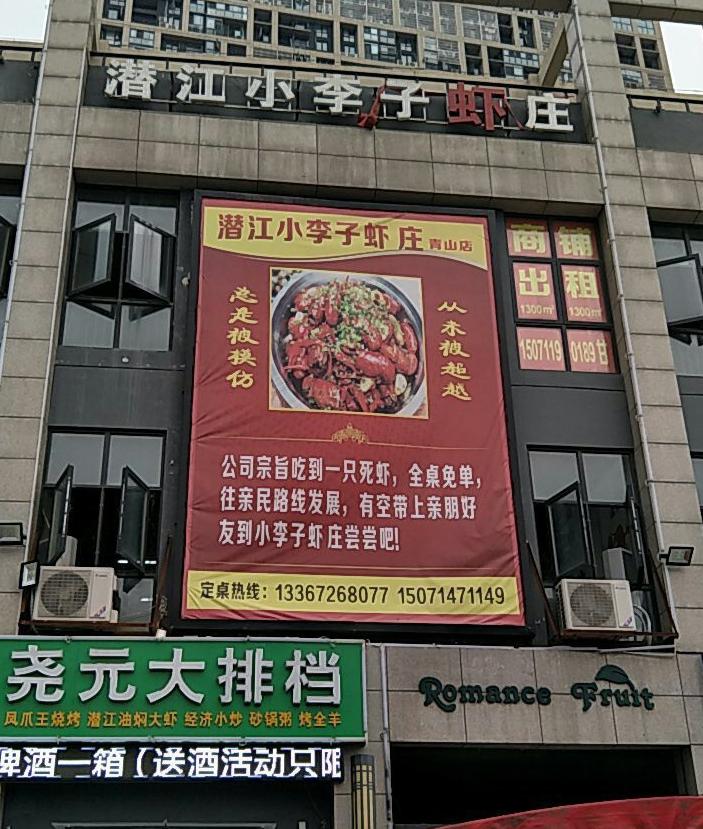 潜江小李子虾庄
潜江小李子虾庄 青山店
总是被模仿
从未被超越
公司宗旨吃到一只死虾，全桌免单，
往亲民路线发展，有空带上亲朋好
友到小李子虾庄尝尝吧!
定桌热线：13367268077 15071471149
商铺
出租
1300㎡ 1300㎡
1507119 0189甘
尧元大排档
凤爪王烧烤 潜江油焖大虾 经济小炒 砂锅粥 烤全羊
啤酒一箱(送酒活动只限
Romance Fruit